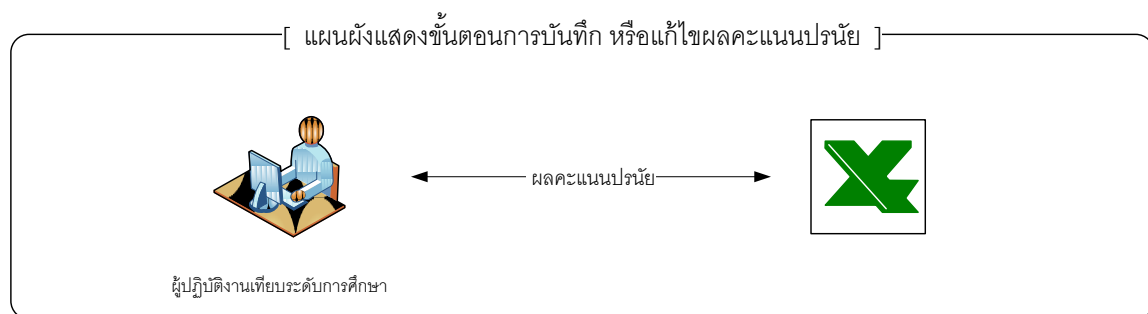 [ แผนผังแสดงขั้นตอนการบันทึก หรือแก้ไขผลคะแนนปรนัย ]
ผลคะแนนปรนัย
ผู้ปฏิบัติงานเทียบระดับการศึกษา